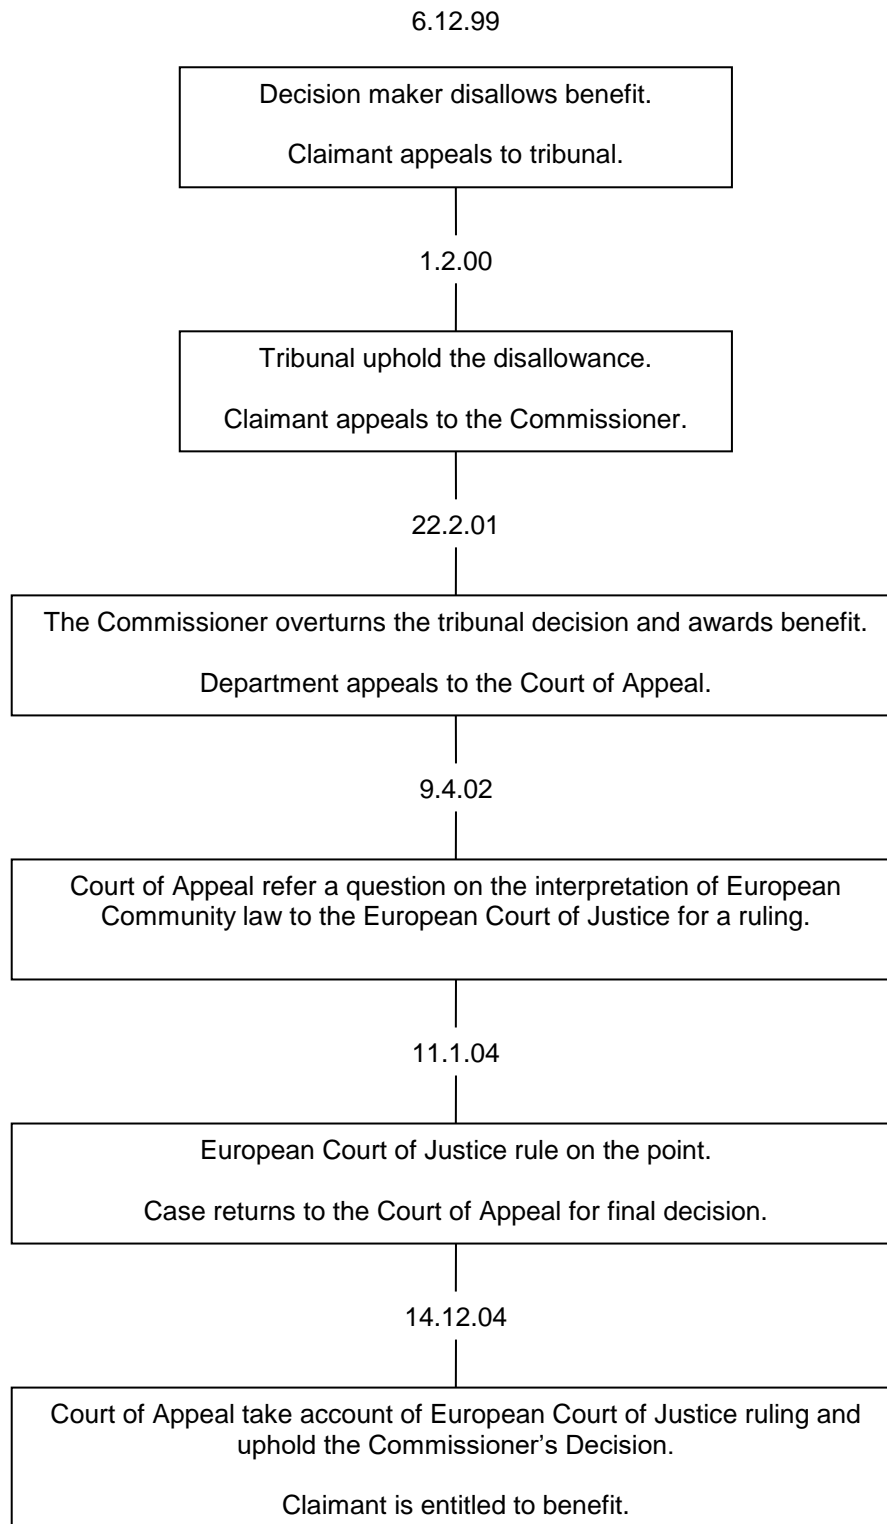 6.12.99
Decision maker disallows benefit.
Claimant appeals to tribunal.
1.2.00
Tribunal uphold the disallowance.
Claimant appeals to the Commissioner.
22.2.01
The Commissioner overturns the tribunal decision and awards benefit.
Department appeals to the Court of Appeal.
9.4.02
Court of Appeal refer a question on the interpretation of European
Community law to the European Court of Justice for a ruling.
11.1.04
European Court of Justice rule on the point.
Case returns to the Court of Appeal for final decision.
14.12.04
Court of Appeal take account of European Court of Justice ruling and
uphold the Commissioner’s Decision.
Claimant is entitled to benefit.